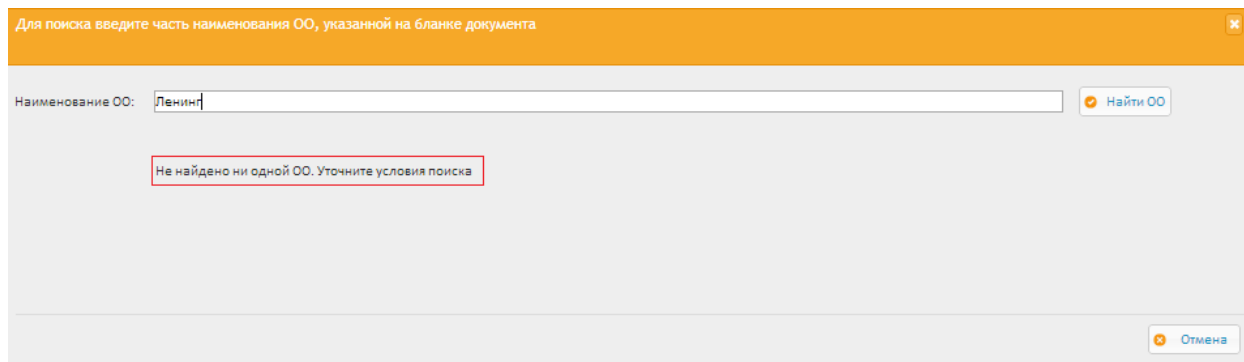 Для поиска введите часть наименования ОО, указанной на бланке документа
Наименование ОО: Ленинг Найти ОО
Не найдено ни одной ОО. Уточните условия поиска
Отмена